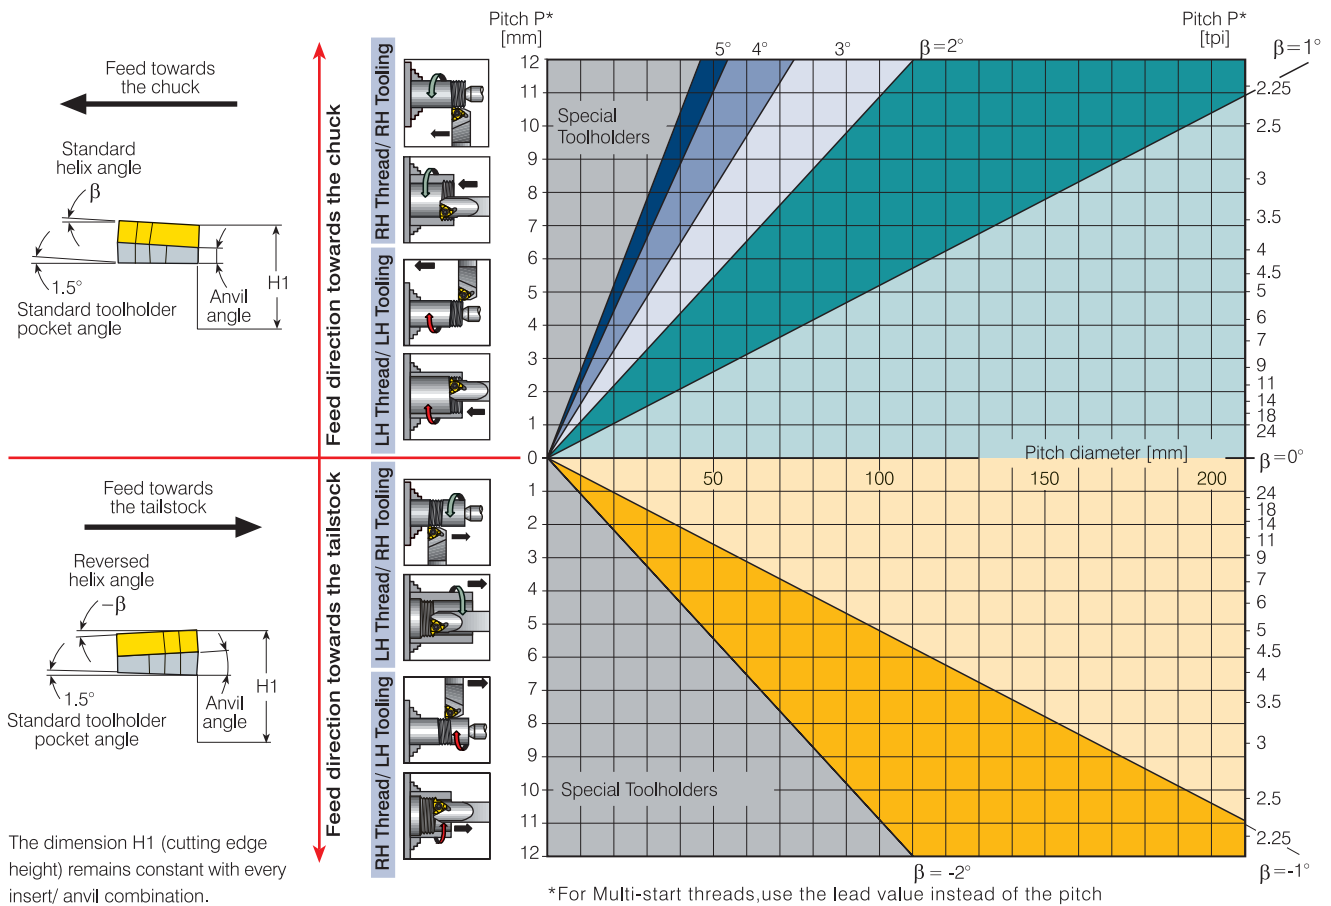 Feed towards
the chuck
Standard
helix angle
β
1.5°
Standard toolholder
pocket angle
Anvil
angle
H1
Feed towards
the tailstock
Reversed
helix angle
–β
1.5°
Standard toolholder
pocket angle
Anvil
angle
H1
The dimension H1 (cutting edge
height) remains constant with every
insert/ anvil combination.
Feed direction towards the chuck
Feed direction towards the tailstock
RH Thread/ RH Tooling
LH Thread/ LH Tooling
LH Thread/ RH Tooling
RH Thread/ LH Tooling
Pitch P*
[mm]
5°
4°
3°
β=2°
Pitch P*
[tpi]
β=1°
12
11
10
9
8
7
6
5
4
3
2
1
0
1
2
3
4
5
6
7
8
9
10
11
12
Special
Toolholders
2.25
2.5
3
3.5
4
4.5
5
6
7
9
11
14
18
24
Pitch diameter [mm]
β=0°
50
100
150
200
24
18
14
11
9
7
6
5
4.5
4
3.5
3
2.5
2.25
Special Toolholders
β = -2°
β=-1°
*For Multi-start threads,use the lead value instead of the pitch